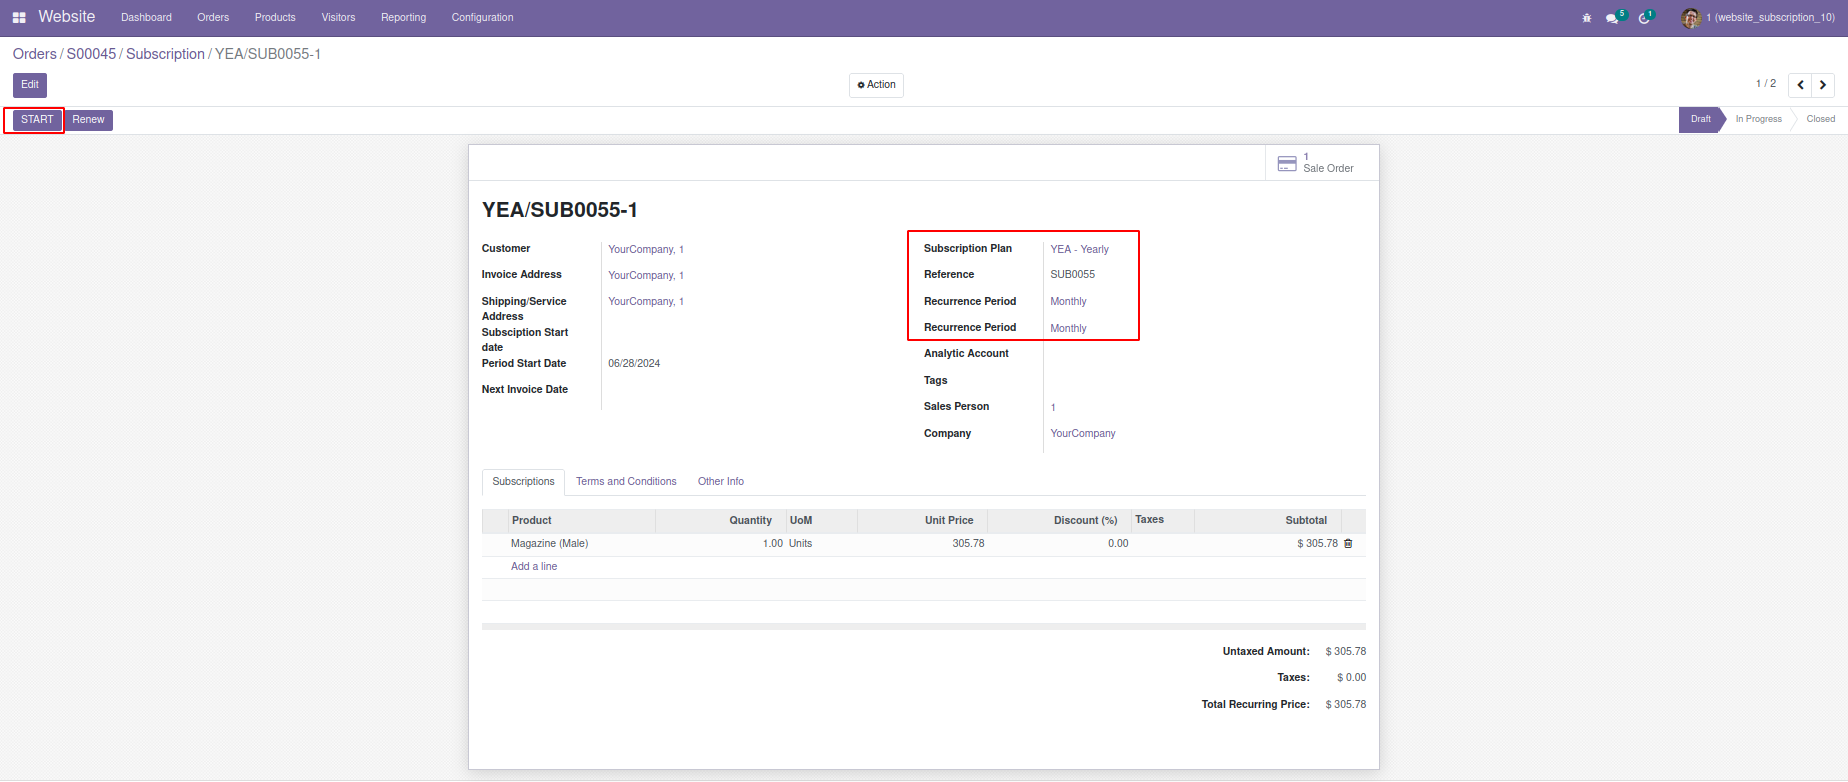 Website Dashboard Orders Products Visitors Reporting Configuration 5 1 1 (website_subscription_10)
Orders / S00045 / Subscription / YEA/SUB0055-1
Edit Action 1 / 2
START Renew Draft In Progress Closed
1
Sale Order
YEA/SUB0055-1
Customer YourCompany, 1
Invoice Address YourCompany, 1
Shipping/Service
Address YourCompany, 1
Subsciption Start
date
Period Start Date 06/28/2024
Next Invoice Date
Subscription Plan YEA - Yearly
Reference SUB0055
Recurrence Period Monthly
Recurrence Period Monthly
Analytic Account
Tags
Sales Person 1
Company YourCompany
Subscriptions Terms and Conditions Other Info
Product Quantity UoM Unit Price Discount (%) Taxes Subtotal
Magazine (Male) 1.00 Units 305.78 0.00 $ 305.78
Add a line
Untaxed Amount: $ 305.78
Taxes: $ 0.00
Total Recurring Price: $ 305.78